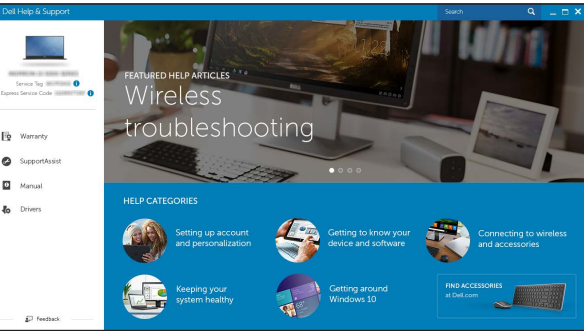 Dell Help & Support
Search
Service Tag
Express Service Code
Warranty
SupportAssist
Manual
Drivers
Feedback
FEATURED HELP ARTICLES
Wireless
troubleshooting
HELP CATEGORIES
Setting up account
and personalization
Getting to know your
device and software
Connecting to wireless
and accessories
Keeping your
system healthy
Getting around
Windows 10
FIND ACCESSORIES
at Dell.com